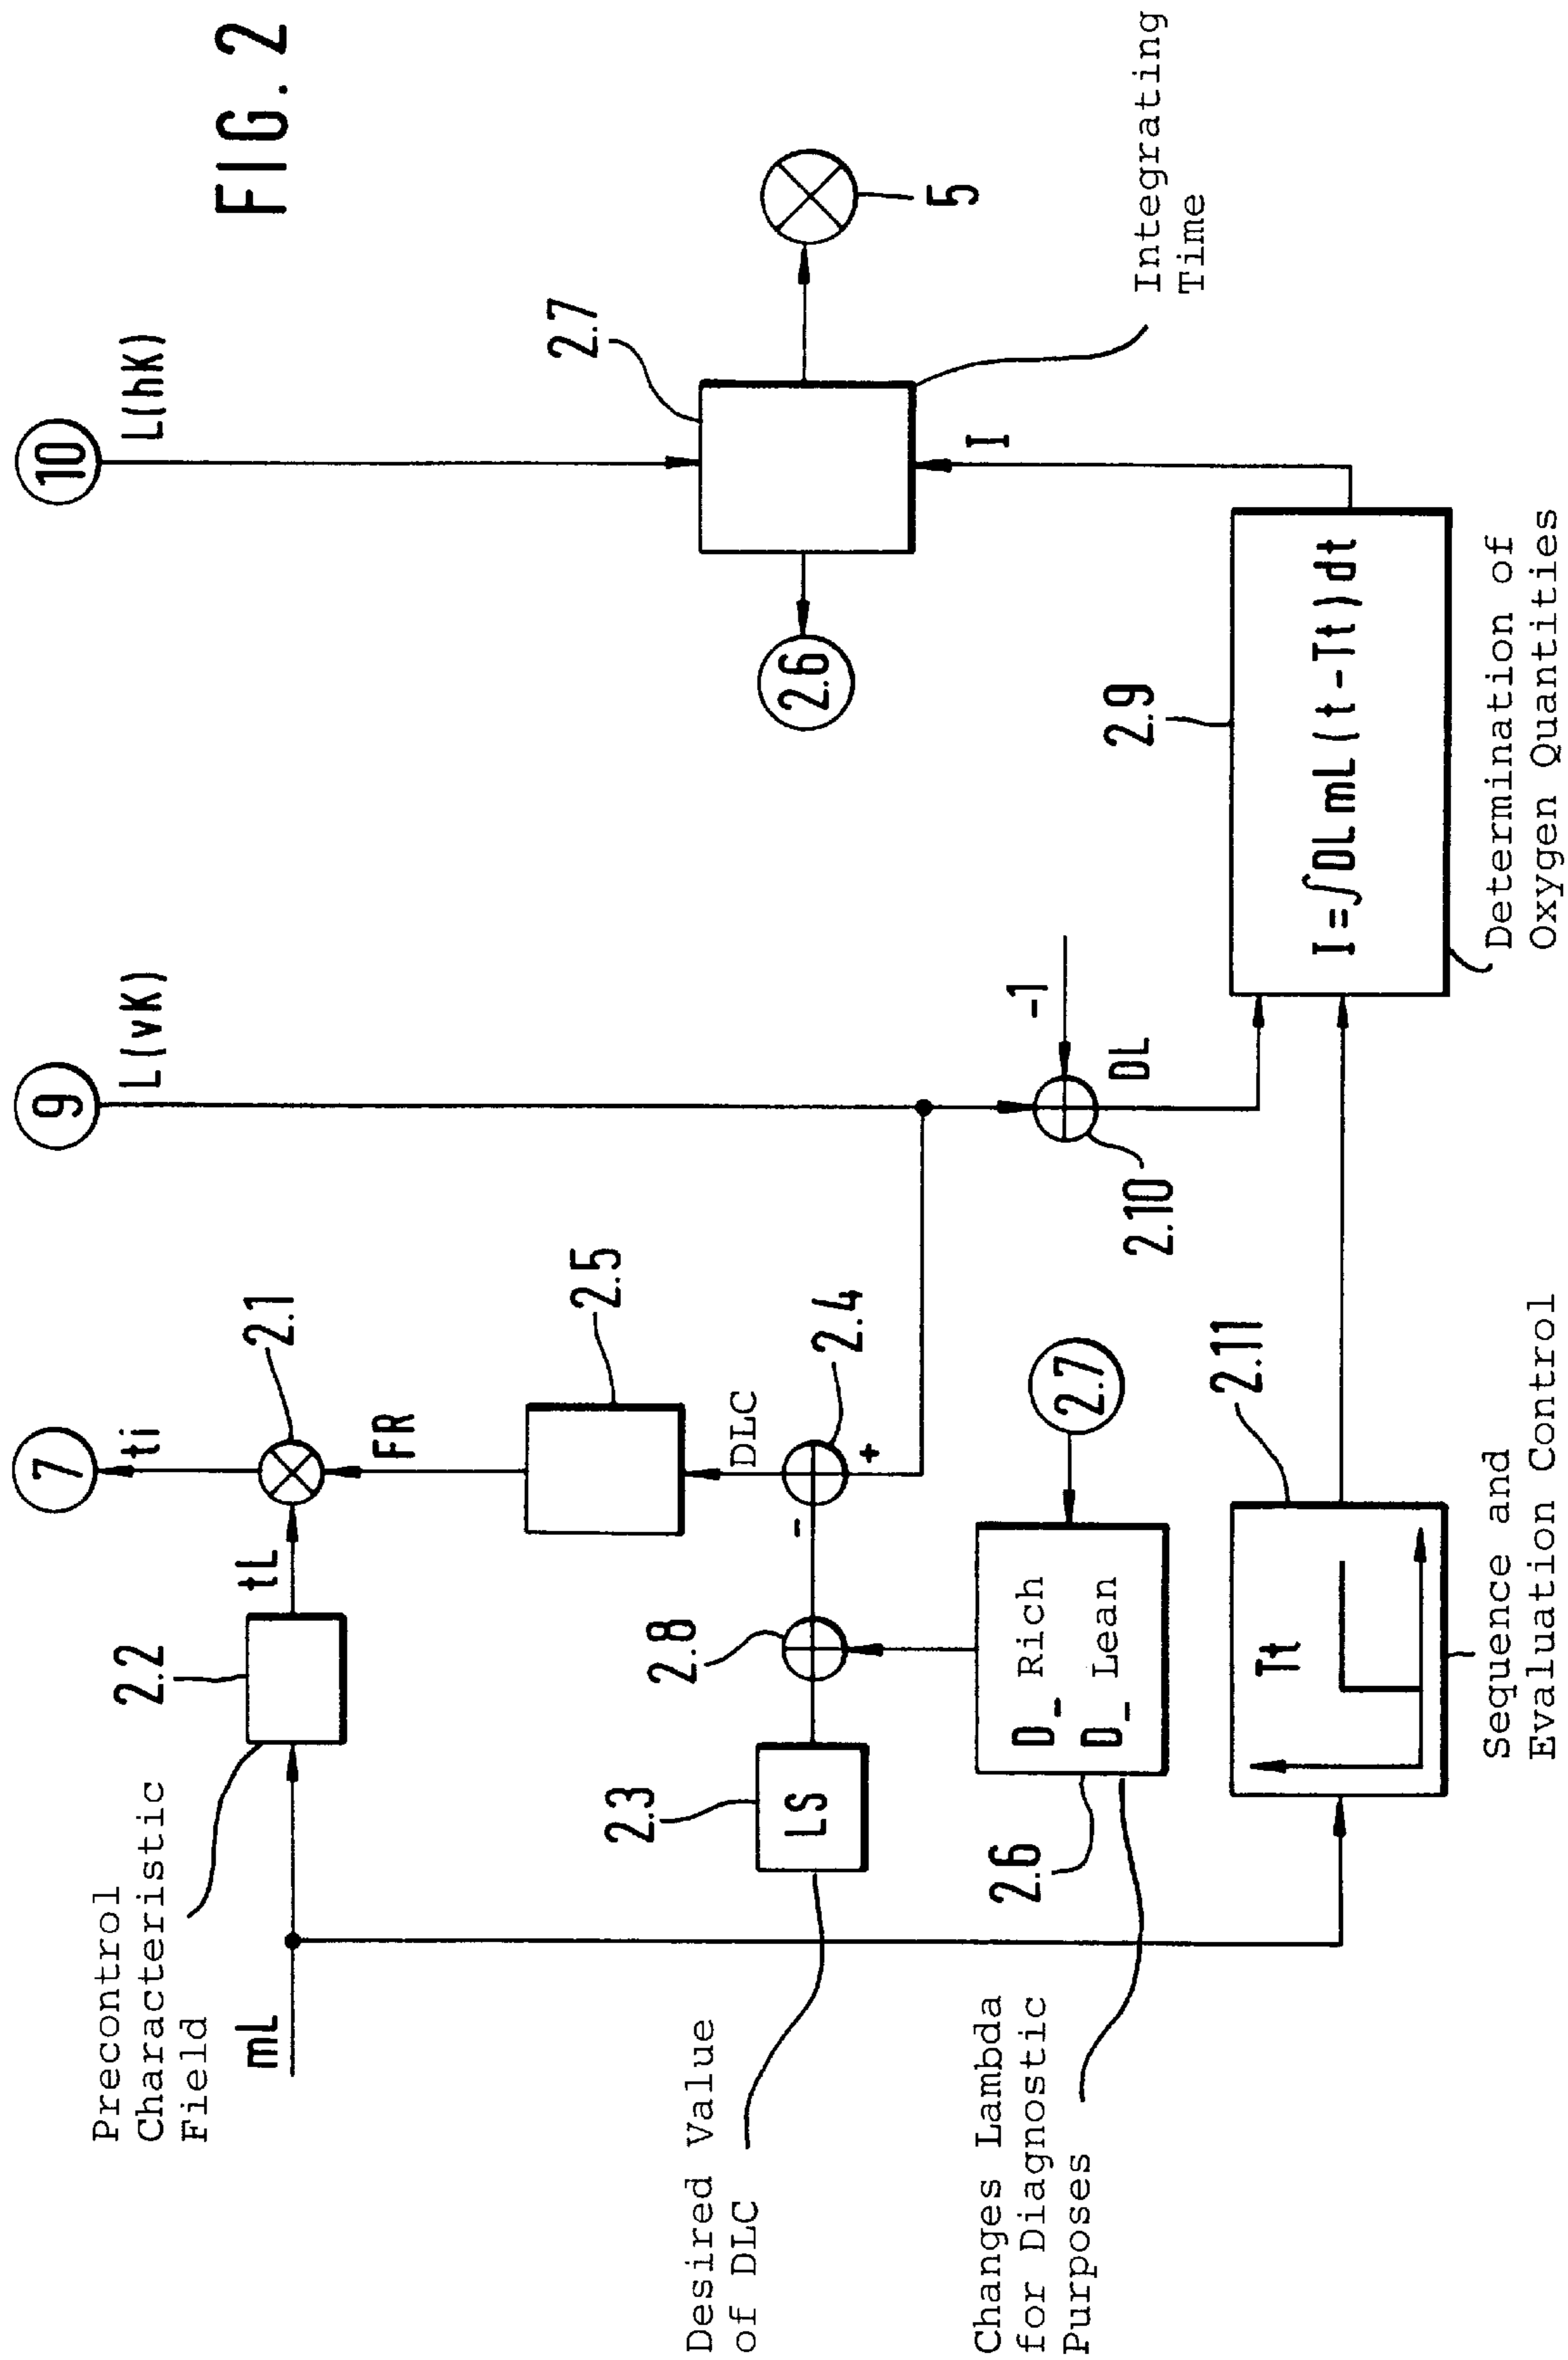 FIG. 2
7
ti
9
L(vK)
10
L(hK)
Precontrol
Characteristic
Field
2.2
tL
2.1
mL
FR
2.5
2.7
5
DLC
2.4
2.8
-
+
2.3
LS
2.6
I
Integrating
Time
Desired Value
of DLC
-1
DL
2.10
2.6
D_ Rich
D_ Lean
2.7
2.9
I=∫DLmL(t-Tt)dt
Changes Lambda
for Diagnostic
Purposes
2.11
Tt
Sequence and
Evaluation Control
Determination of
Oxygen Quantities